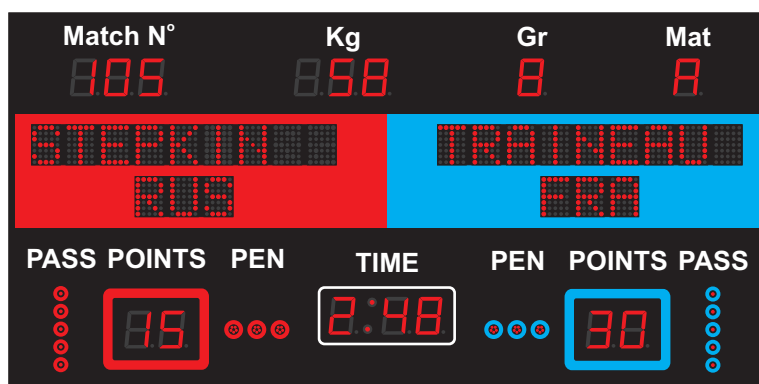 Match N° Kg Gr Mat
105 58 8 A
STEPKIN TRAINEAU
RUS FRA
PASS POINTS PEN TIME PEN POINTS PASS
15 2:48 30